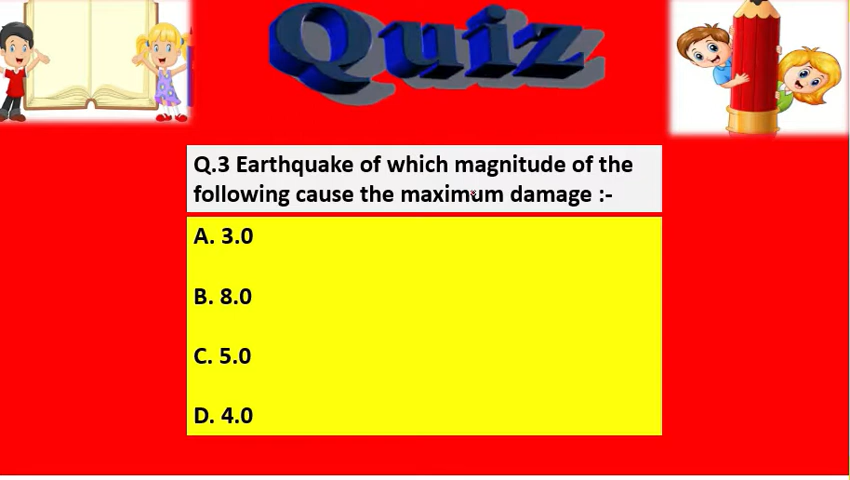 Quiz
Q.3 Earthquake of which magnitude of the
following cause the maximum damage :-
A. 3.0
B. 8.0
C. 5.0
D. 4.0